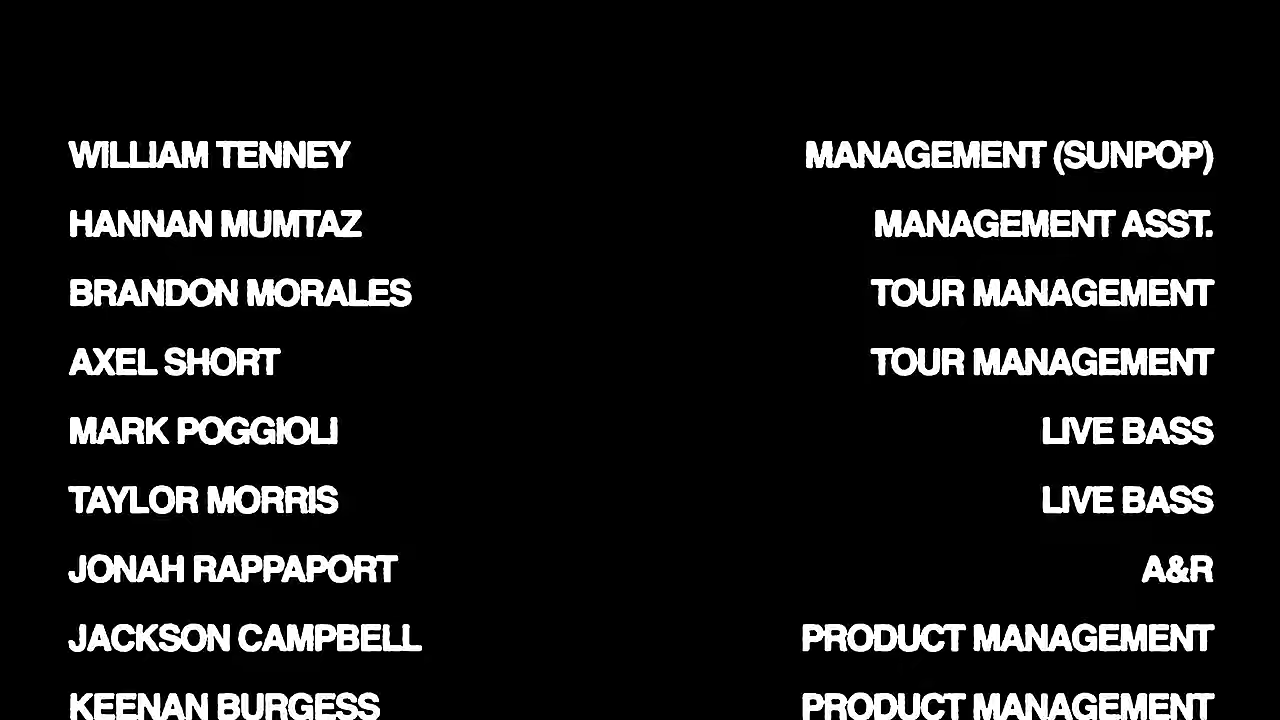 WILLIAM TENNEY MANAGEMENT (SUNPOP)
HANNAN MUMTAZ MANAGEMENT ASST.
BRANDON MORALES TOUR MANAGEMENT
AXEL SHORT TOUR MANAGEMENT
MARK POGGIOLI LIVE BASS
TAYLOR MORRIS LIVE BASS
JONAH RAPPAPORT A&R
JACKSON CAMPBELL PRODUCT MANAGEMENT
KEENAN BURGESS PRODUCT MANAGEMENT